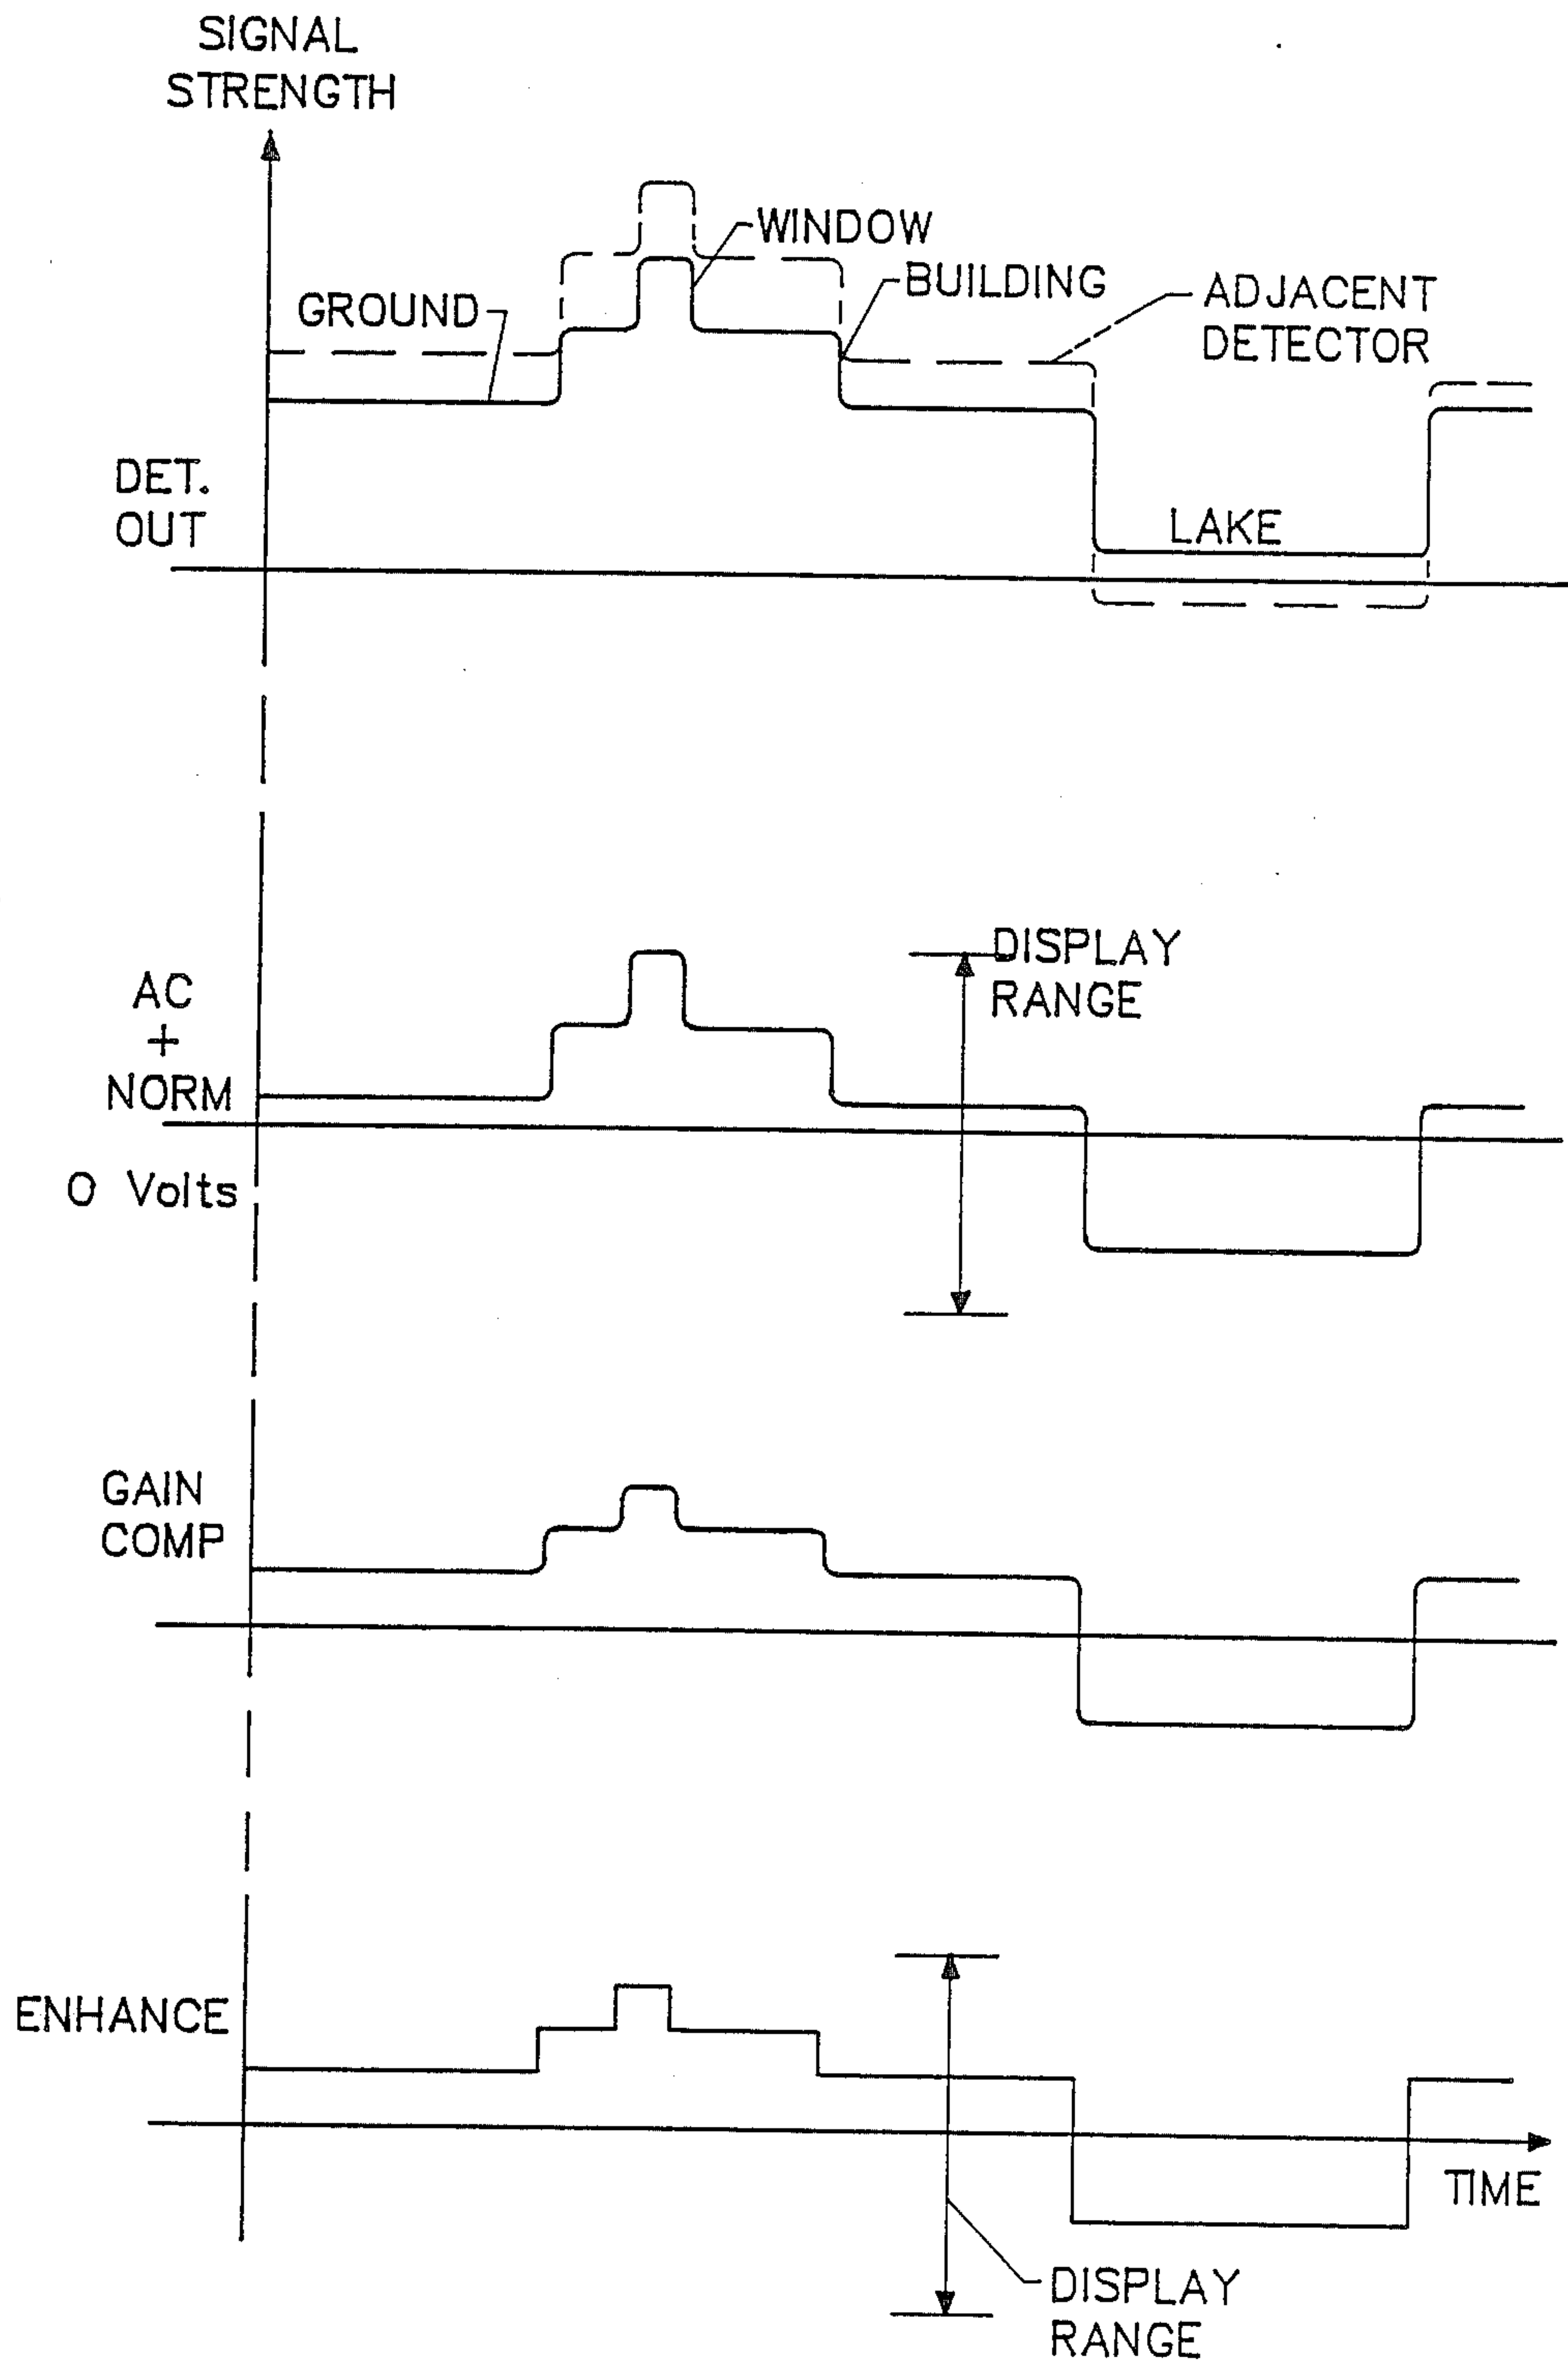 SIGNAL
STRENGTH
WINDOW
BUILDING
GROUND
ADJACENT
DETECTOR
DET.
OUT
LAKE
DISPLAY
RANGE
AC
+
NORM
0 Volts
GAIN
COMP
ENHANCE
TIME
DISPLAY
RANGE